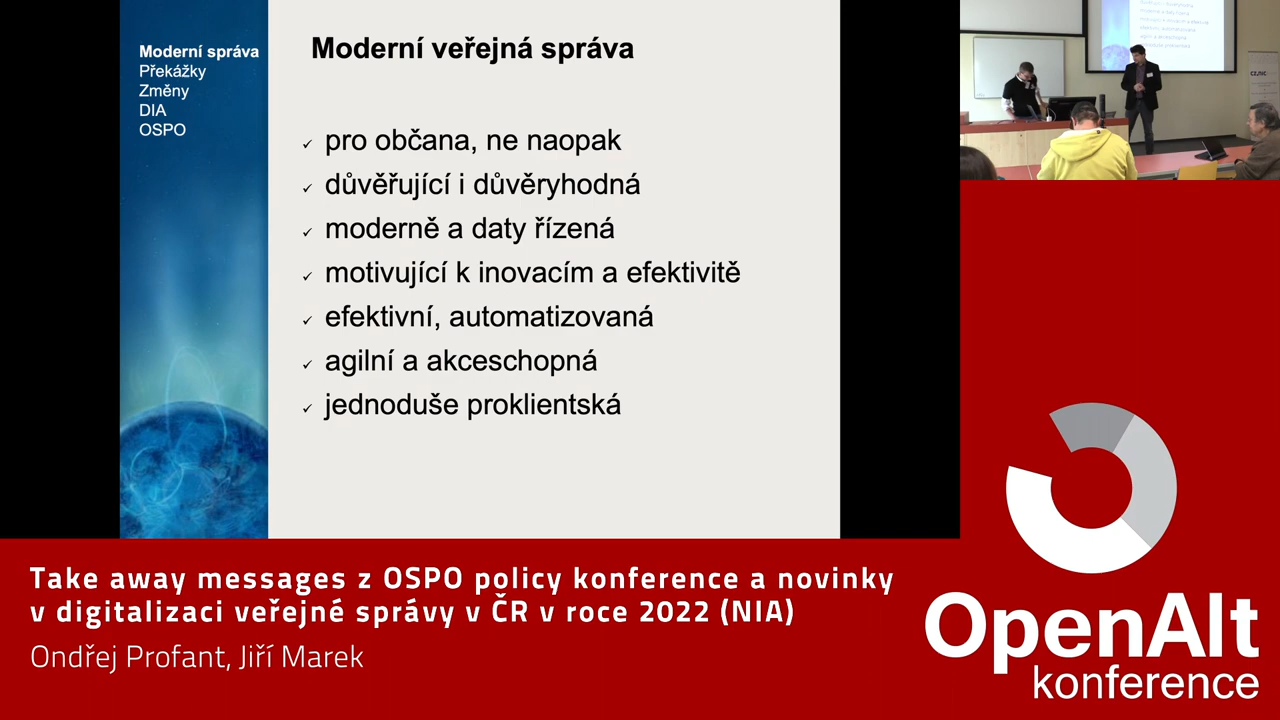 Moderní správa
Překážky
Změny
DIA
OSPO
Moderní veřejná správa
✓ pro občana, ne naopak
✓ důvěřující i důvěryhodná
✓ moderně a daty řízená
✓ motivující k inovacím a efektivitě
✓ efektivní, automatizovaná
✓ agilní a akceschopná
✓ jednoduše proklientská
CZ.NIC
Take away messages z OSPO policy konference a novinky
v digitalizaci veřejné správy v ČR v roce 2022 (NIA)
Ondřej Profant, Jiří Marek
OpenAlt
konference